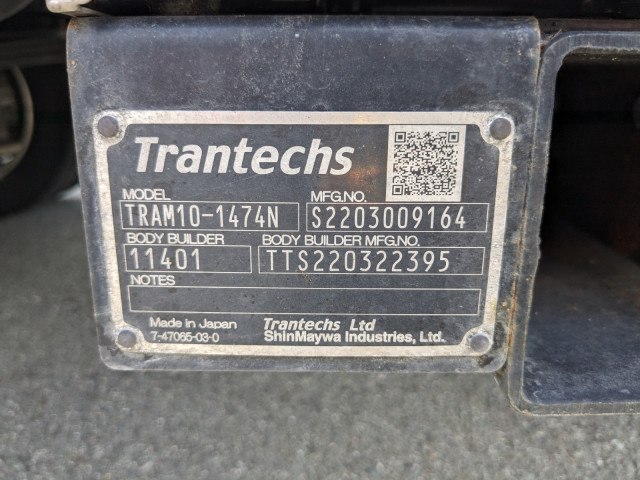 Trantechs
MODEL MFG.NO.
TRAM10-1474N S2203009164
BODY BUILDER BODY BUILDER MFG.NO.
11401 TTS220322395
NOTES
Made in Japan Trantechs Ltd
7-47065-03-0 ShinMaywa Industries, Ltd.